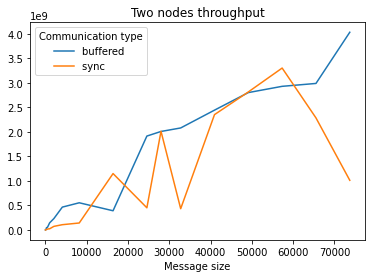 Two nodes throughput
1e9
Communication type
buffered
sync
4.0
3.5
3.0
2.5
2.0
1.5
1.0
0.5
0.0
0 10000 20000 30000 40000 50000 60000 70000
Message size